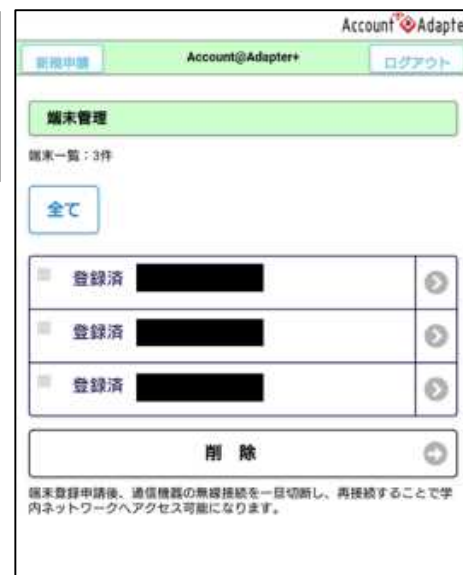 Account@Adapte
新規申請
Account@Adapter+
ログアウト
端末管理
端末一覧：3件
全て
登録済
登録済
登録済
削 除
端末登録申請後、通信機器の無線接続を一旦切断し、再接続することで学
内ネットワークへアクセス可能になります。